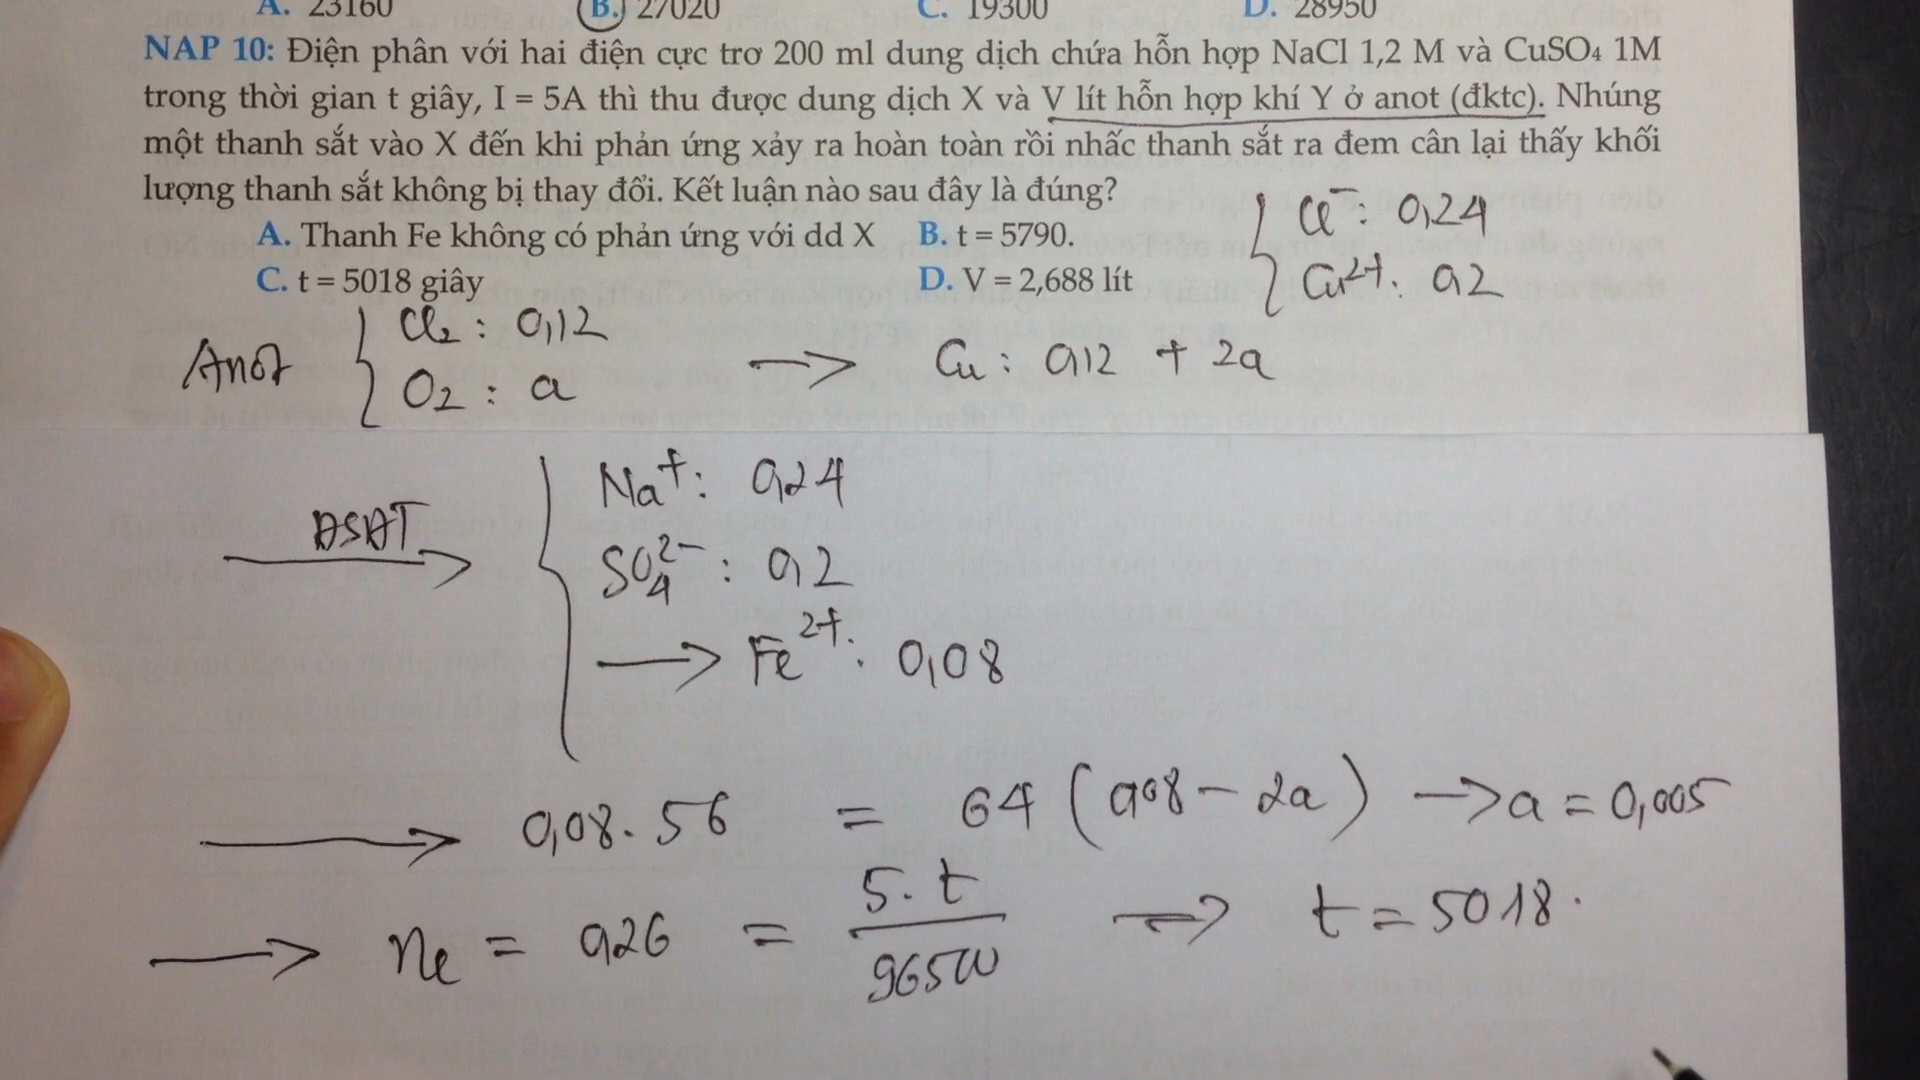 A. 23160 B. 27020 C. 19300 D. 28950
NAP 10: Điện phân với hai điện cực trơ 200 ml dung dịch chứa hỗn hợp NaCl 1,2 M và CuSO₄ 1M
trong thời gian t giây, I = 5A thì thu được dung dịch X và V lít hỗn hợp khí Y ở anot (đktc). Nhúng
một thanh sắt vào X đến khi phản ứng xảy ra hoàn toàn rồi nhấc thanh sắt ra đem cân lại thấy khối
lượng thanh sắt không bị thay đổi. Kết luận nào sau đây là đúng?
A. Thanh Fe không có phản ứng với dd X B. t = 5790.
C. t = 5018 giây D. V = 2,688 lít
Cl⁻ : 0,24
Cu²⁺ : 0,2
Anot
Cl₂ : 0,12
O₂ : a
→ Cu : 0,12 + 2a
ĐSĐT →
Na⁺ : 0,24
SO₄²⁻ : 0,2
→ Fe²⁺ : 0,08
→ 0,08. 56 = 64 (0,08 - 2a) → a = 0,005
→ ne = 0,26 = 5. t / 96500 → t = 5018.